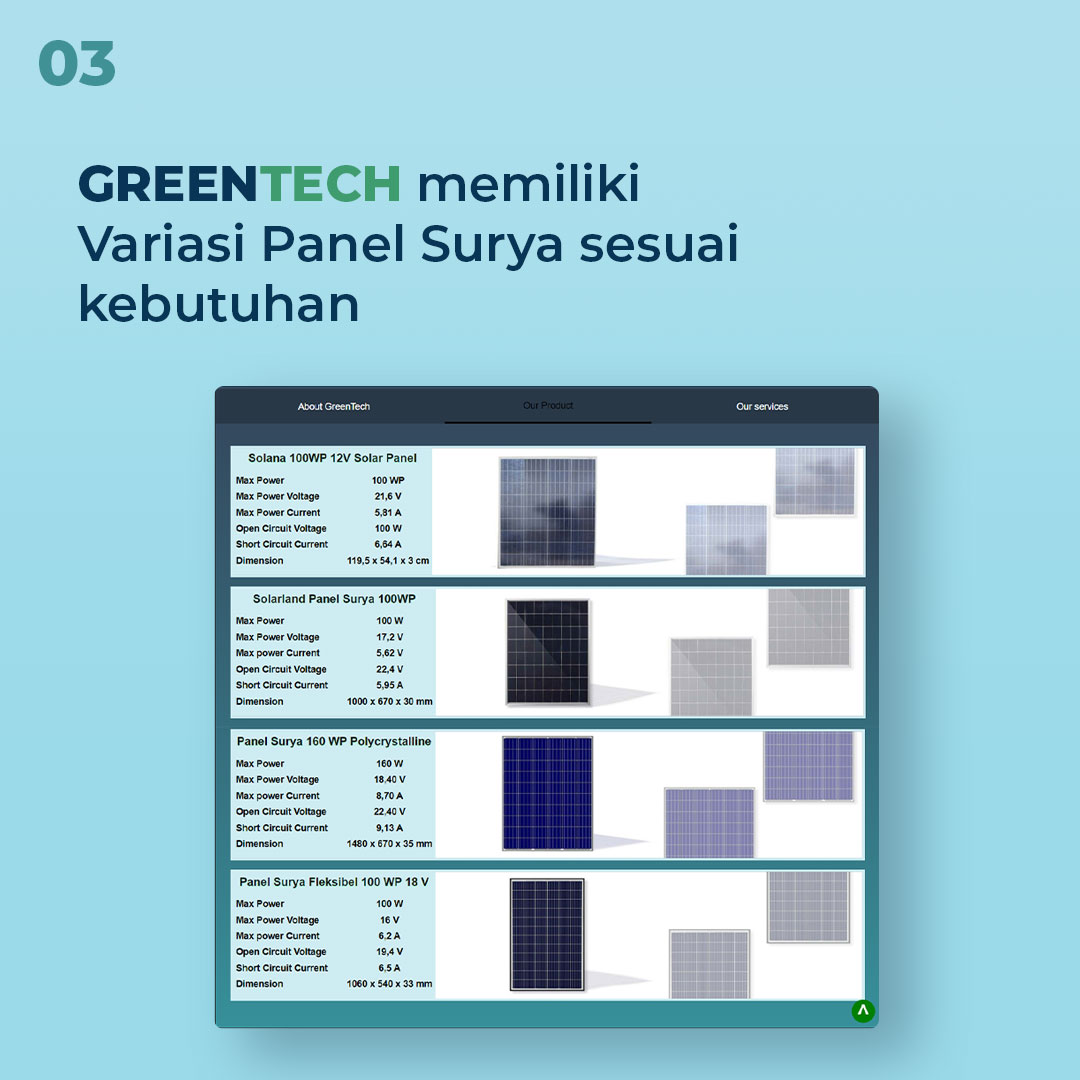 03
GREENTECH memiliki
Variasi Panel Surya sesuai
kebutuhan
About GreenTech Our Product Our services
Solana 100WP 12V Solar Panel
Max Power 100 WP
Max Power Voltage 21,6 V
Max Power Current 5,81 A
Open Circuit Voltage 100 W
Short Circuit Current 6,64 A
Dimension 119,5 x 54,1 x 3 cm
Solarland Panel Surya 100WP
Max Power 100 W
Max Power Voltage 17,2 V
Max power Current 5,62 V
Open Circuit Voltage 22,4 V
Short Circuit Current 5,95 A
Dimension 1000 x 670 x 30 mm
Panel Surya 160 WP Polycrystalline
Max Power 160 W
Max Power Voltage 18,40 V
Max power Current 8,70 A
Open Circuit Voltage 22,40 V
Short Circuit Current 9,13 A
Dimension 1480 x 670 x 35 mm
Panel Surya Fleksibel 100 WP 18 V
Max Power 100 W
Max Power Voltage 16 V
Max power Current 6,2 A
Open Circuit Voltage 19,4 V
Short Circuit Current 6,5 A
Dimension 1060 x 540 x 33 mm